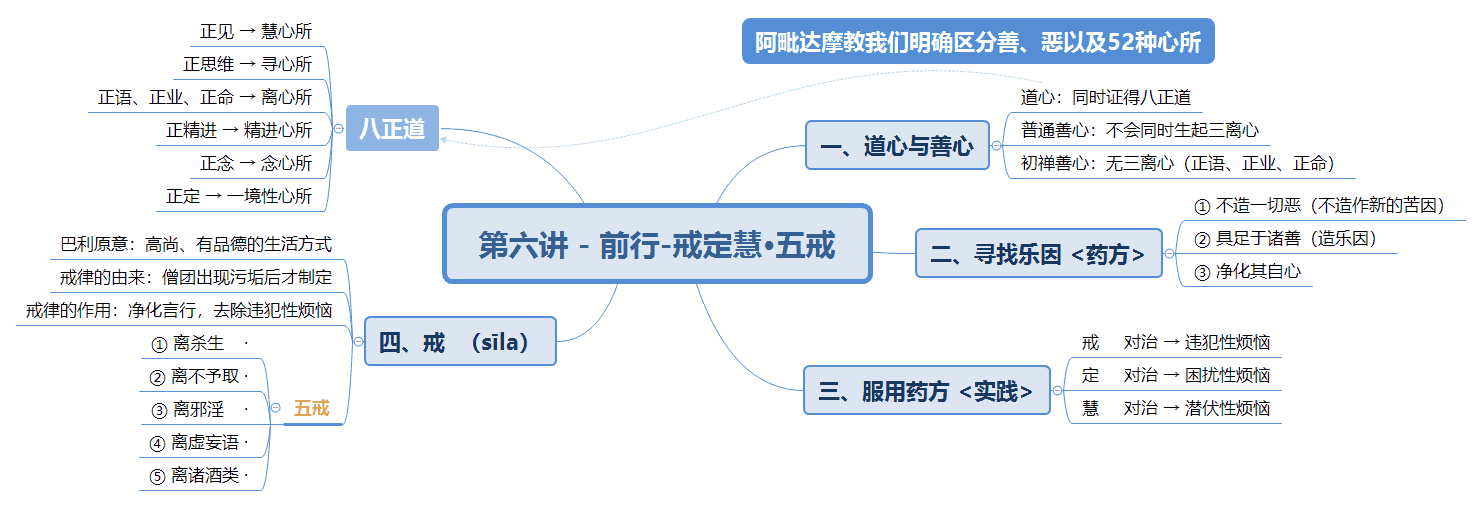 阿毗达摩教我们明确区分善、恶以及52种心所
第六讲 - 前行-戒定慧·五戒
一、道心与善心
道心：同时证得八正道
普通善心：不会同时生起三离心
初禅善心：无三离心（正语、正业、正命）
二、寻找乐因 <药方>
① 不造一切恶（不造作新的苦因）
② 具足于诸善（造乐因）
③ 净化其自心
三、服用药方 <实践>
戒 对治 → 违犯性烦恼
定 对治 → 困扰性烦恼
慧 对治 → 潜伏性烦恼
四、戒 （sīla）
巴利原意：高尚、有品德的生活方式
戒律的由来：僧团出现污垢后才制定
戒律的作用：净化言行，去除违犯性烦恼
五戒
① 离杀生 ·
② 离不予取 ·
③ 离邪淫 ·
④ 离虚妄语 ·
⑤ 离诸酒类 ·
八正道
正见 → 慧心所
正思维 → 寻心所
正语、正业、正命 → 离心所
正精进 → 精进心所
正念 → 念心所
正定 → 一境性心所